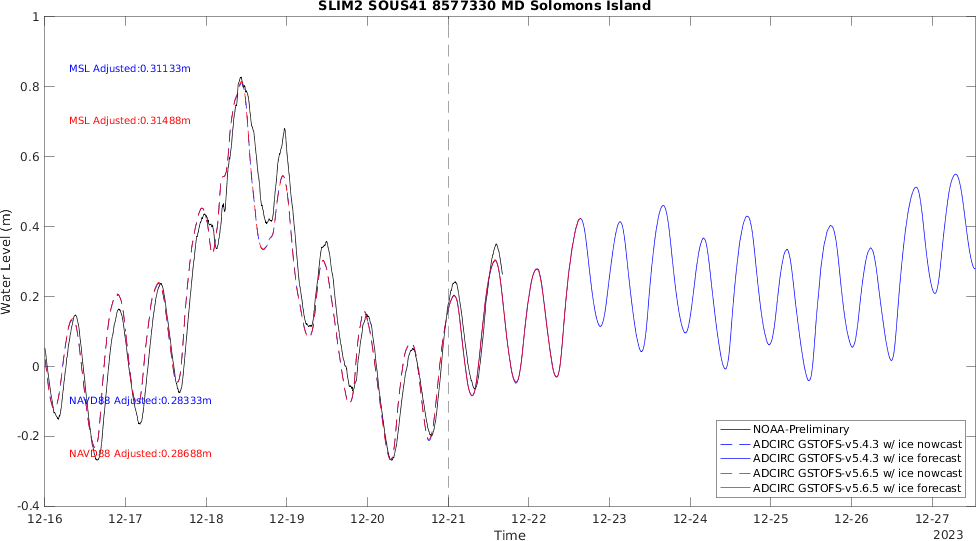 SLIM2 SOUS41 8577330 MD Solomons Island
1
0.8
0.6
0.4
0.2
0
-0.2
-0.4
Water Level (m)
MSL Adjusted:0.31133m
MSL Adjusted:0.31488m
NAVD88 Adjusted:0.28333m
NAVD88 Adjusted:0.28688m
NOAA-Preliminary
ADCIRC GSTOFS-v5.4.3 w/ ice nowcast
ADCIRC GSTOFS-v5.4.3 w/ ice forecast
ADCIRC GSTOFS-v5.6.5 w/ ice nowcast
ADCIRC GSTOFS-v5.6.5 w/ ice forecast
12-16 12-17 12-18 12-19 12-20 12-21 12-22 12-23 12-24 12-25 12-26 12-27
Time
2023